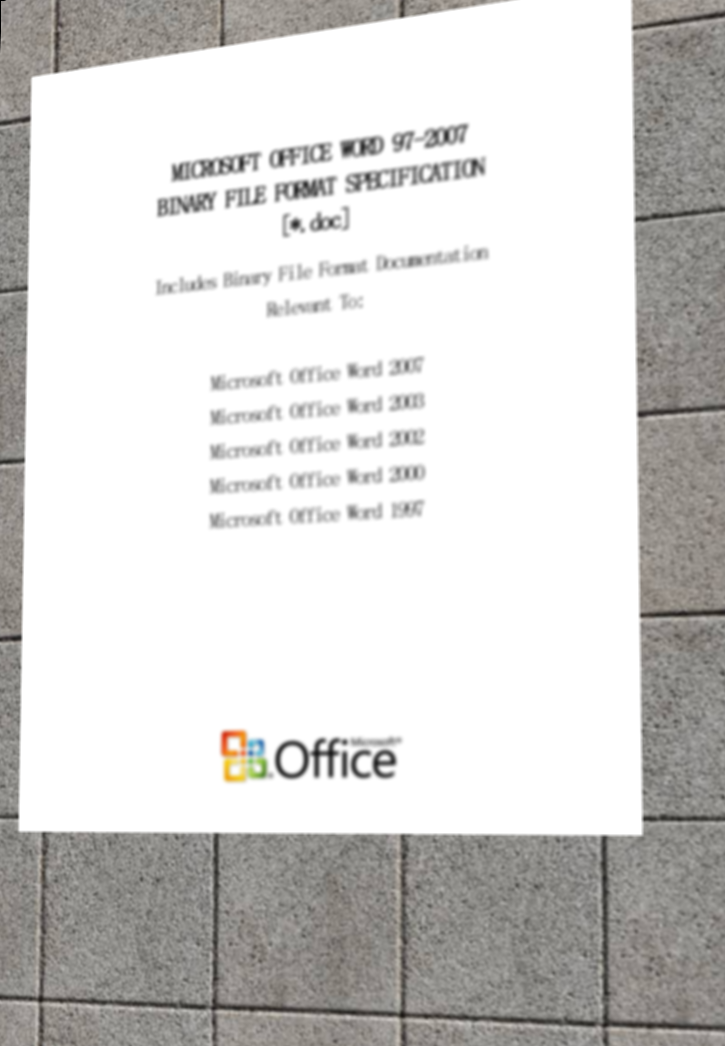 MICROSOFT OFFICE WORD 97-2007
BINARY FILE FORMAT SPECIFICATION
[*.doc]
Includes Binary File Format Documentation
Relevant To:
Microsoft Office Word 2007
Microsoft Office Word 2003
Microsoft Office Word 2002
Microsoft Office Word 2000
Microsoft Office Word 1997
Microsoft®
Office